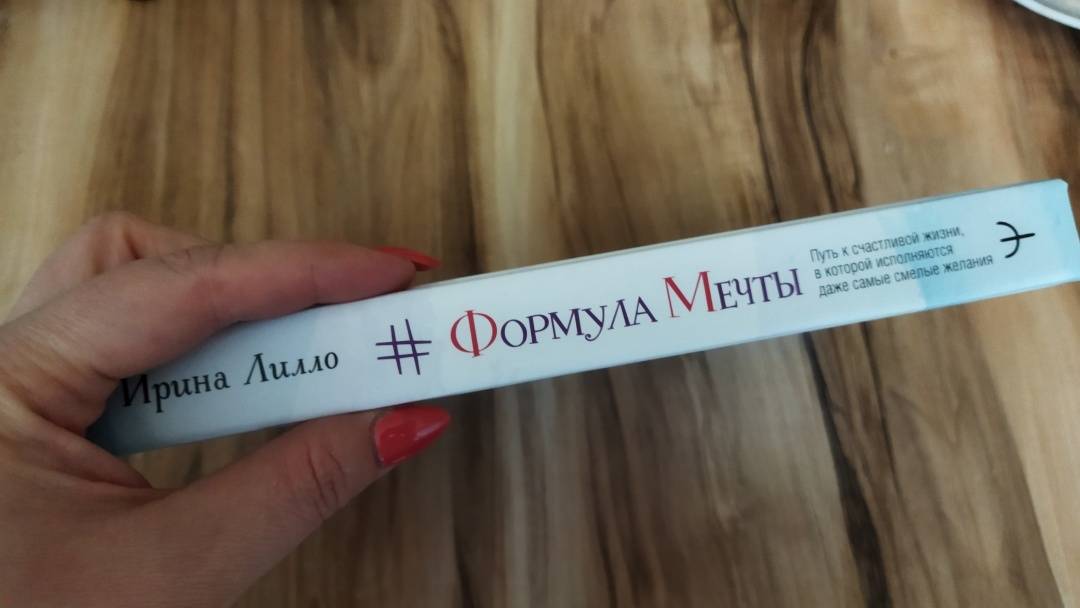 Ирина Лилло
# Формула Мечты
Путь к счастливой жизни,
в которой исполняются
даже самые смелые желания
Э